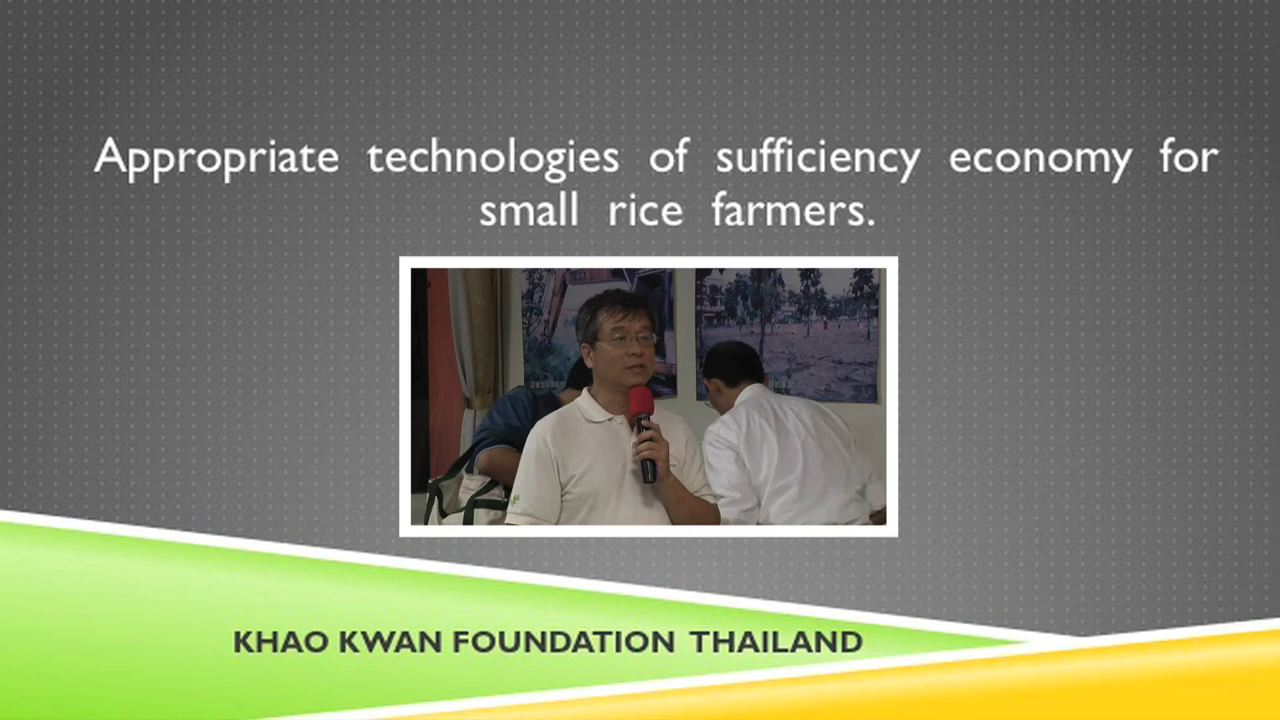 Appropriate technologies of sufficiency economy for
small rice farmers.
KHAO KWAN FOUNDATION THAILAND